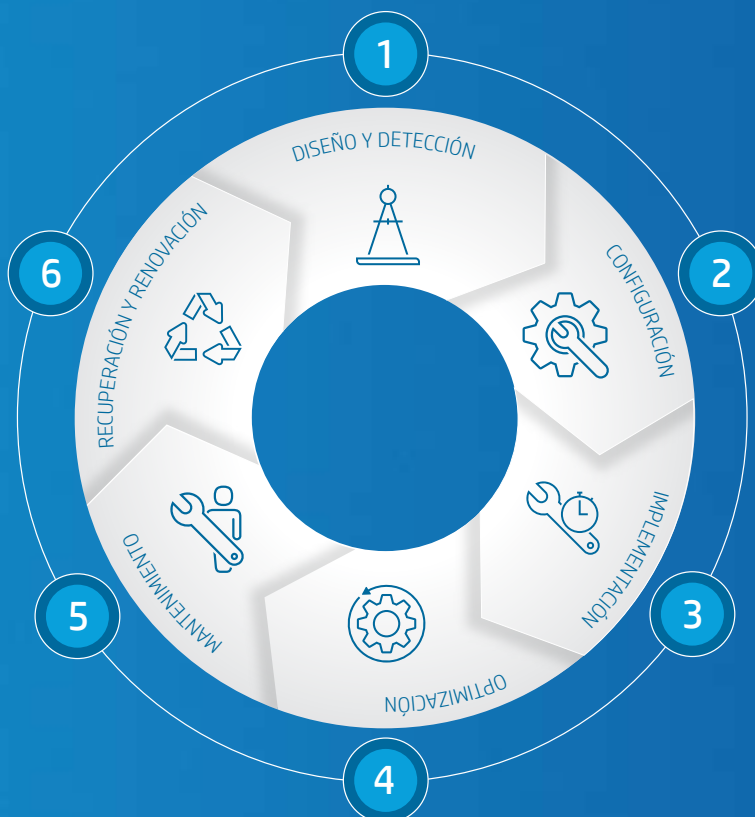 1
DISEÑO Y DETECCIÓN
2
CONFIGURACIÓN
3
IMPLEMENTACIÓN
4
OPTIMIZACIÓN
5
MANTENIMIENTO
6
RECUPERACIÓN Y RENOVACIÓN